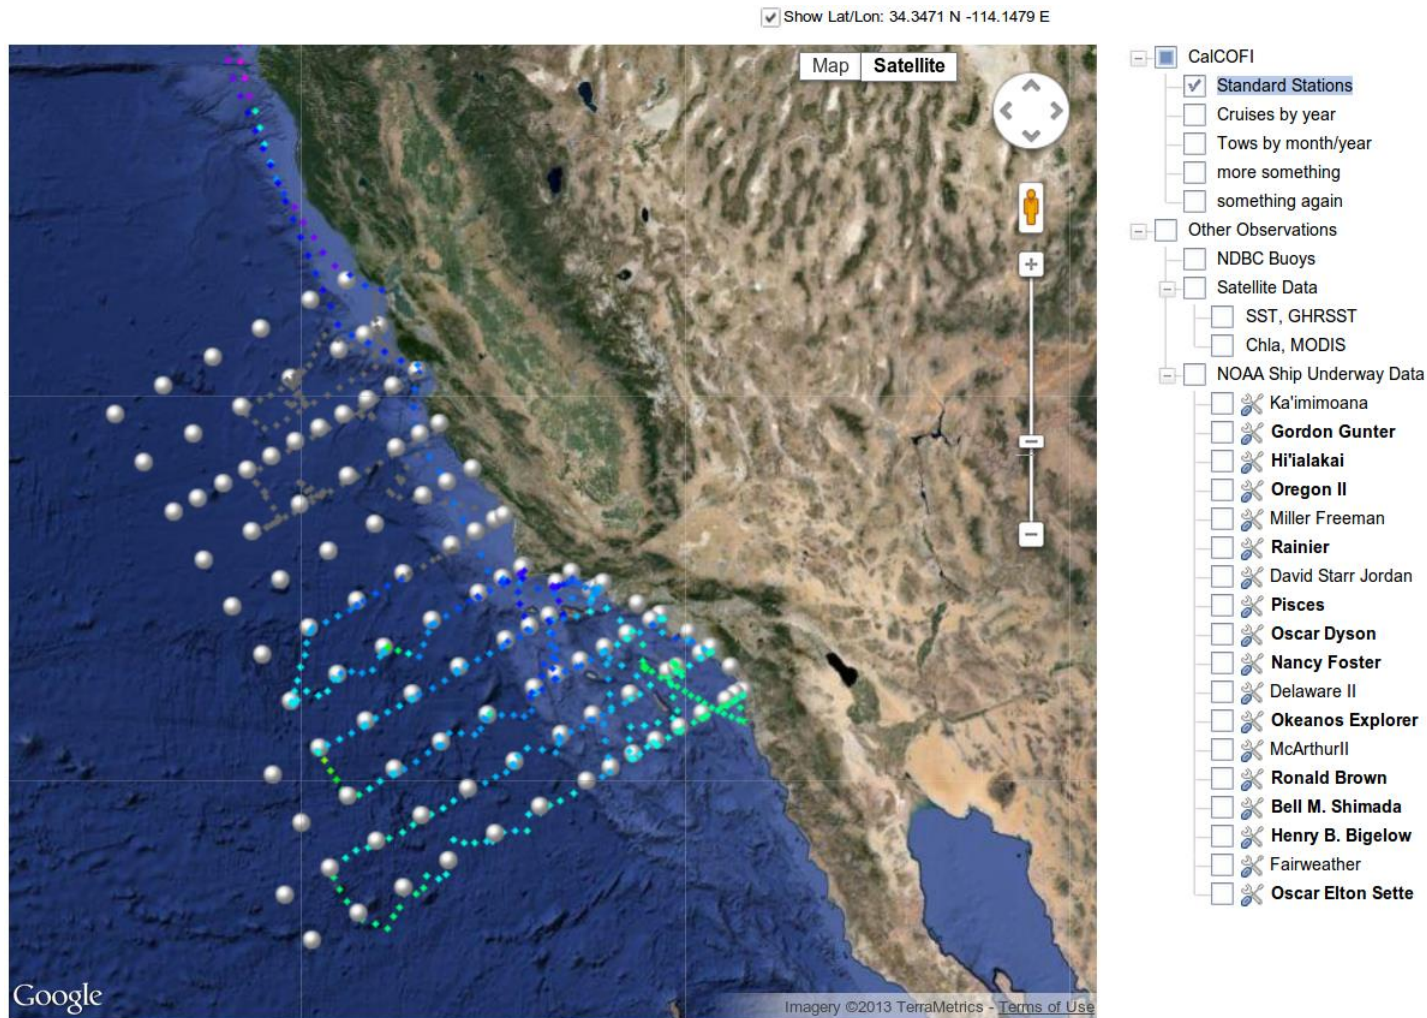 Show Lat/Lon: 34.3471 N -114.1479 E
Map Satellite
CalCOFI
Standard Stations
Cruises by year
Tows by month/year
more something
something again
Other Observations
NDBC Buoys
Satellite Data
SST, GHRSST
Chla, MODIS
NOAA Ship Underway Data
Ka'imimoana
Gordon Gunter
Hi'ialakai
Oregon II
Miller Freeman
Rainier
David Starr Jordan
Pisces
Oscar Dyson
Nancy Foster
Delaware II
Okeanos Explorer
McArthurII
Ronald Brown
Bell M. Shimada
Henry B. Bigelow
Fairweather
Oscar Elton Sette
Google
Imagery ©2013 TerraMetrics - Terms of Use